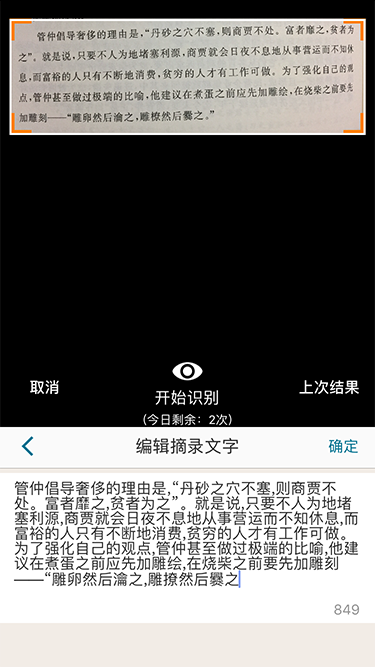 管仲倡导奢侈的理由是,“丹砂之穴不塞,则商贾不处。富者靡之,贫者为
之”。就是说,只要不人为地堵塞利源,商贾就会日夜不息地从事营运而不知休
息,而富裕的人只有不断地消费,贫穷的人才有工作可做。为了强化自己的观
点,管仲甚至做过极端的比喻,他建议在煮蛋之前应先加雕绘,在烧柴之前要先
加雕刻——“雕卵然后瀹之,雕橑然后爨之。”
取消
开始识别
上次结果
(今日剩余：2次)
编辑摘录文字
确定
管仲倡导奢侈的理由是,“丹砂之穴不塞,则商贾不
处。富者靡之,贫者为之”。就是说,只要不人为地堵
塞利源,商贾就会日夜不息地从事营运而不知休息,而
富裕的人只有不断地消费,贫穷的人才有工作可做。
为了强化自己的观点,管仲甚至做过极端的比喻,他建
议在煮蛋之前应先加雕绘,在烧柴之前要先加雕刻
——“雕卵然后瀹之,雕撩然后爨之
849